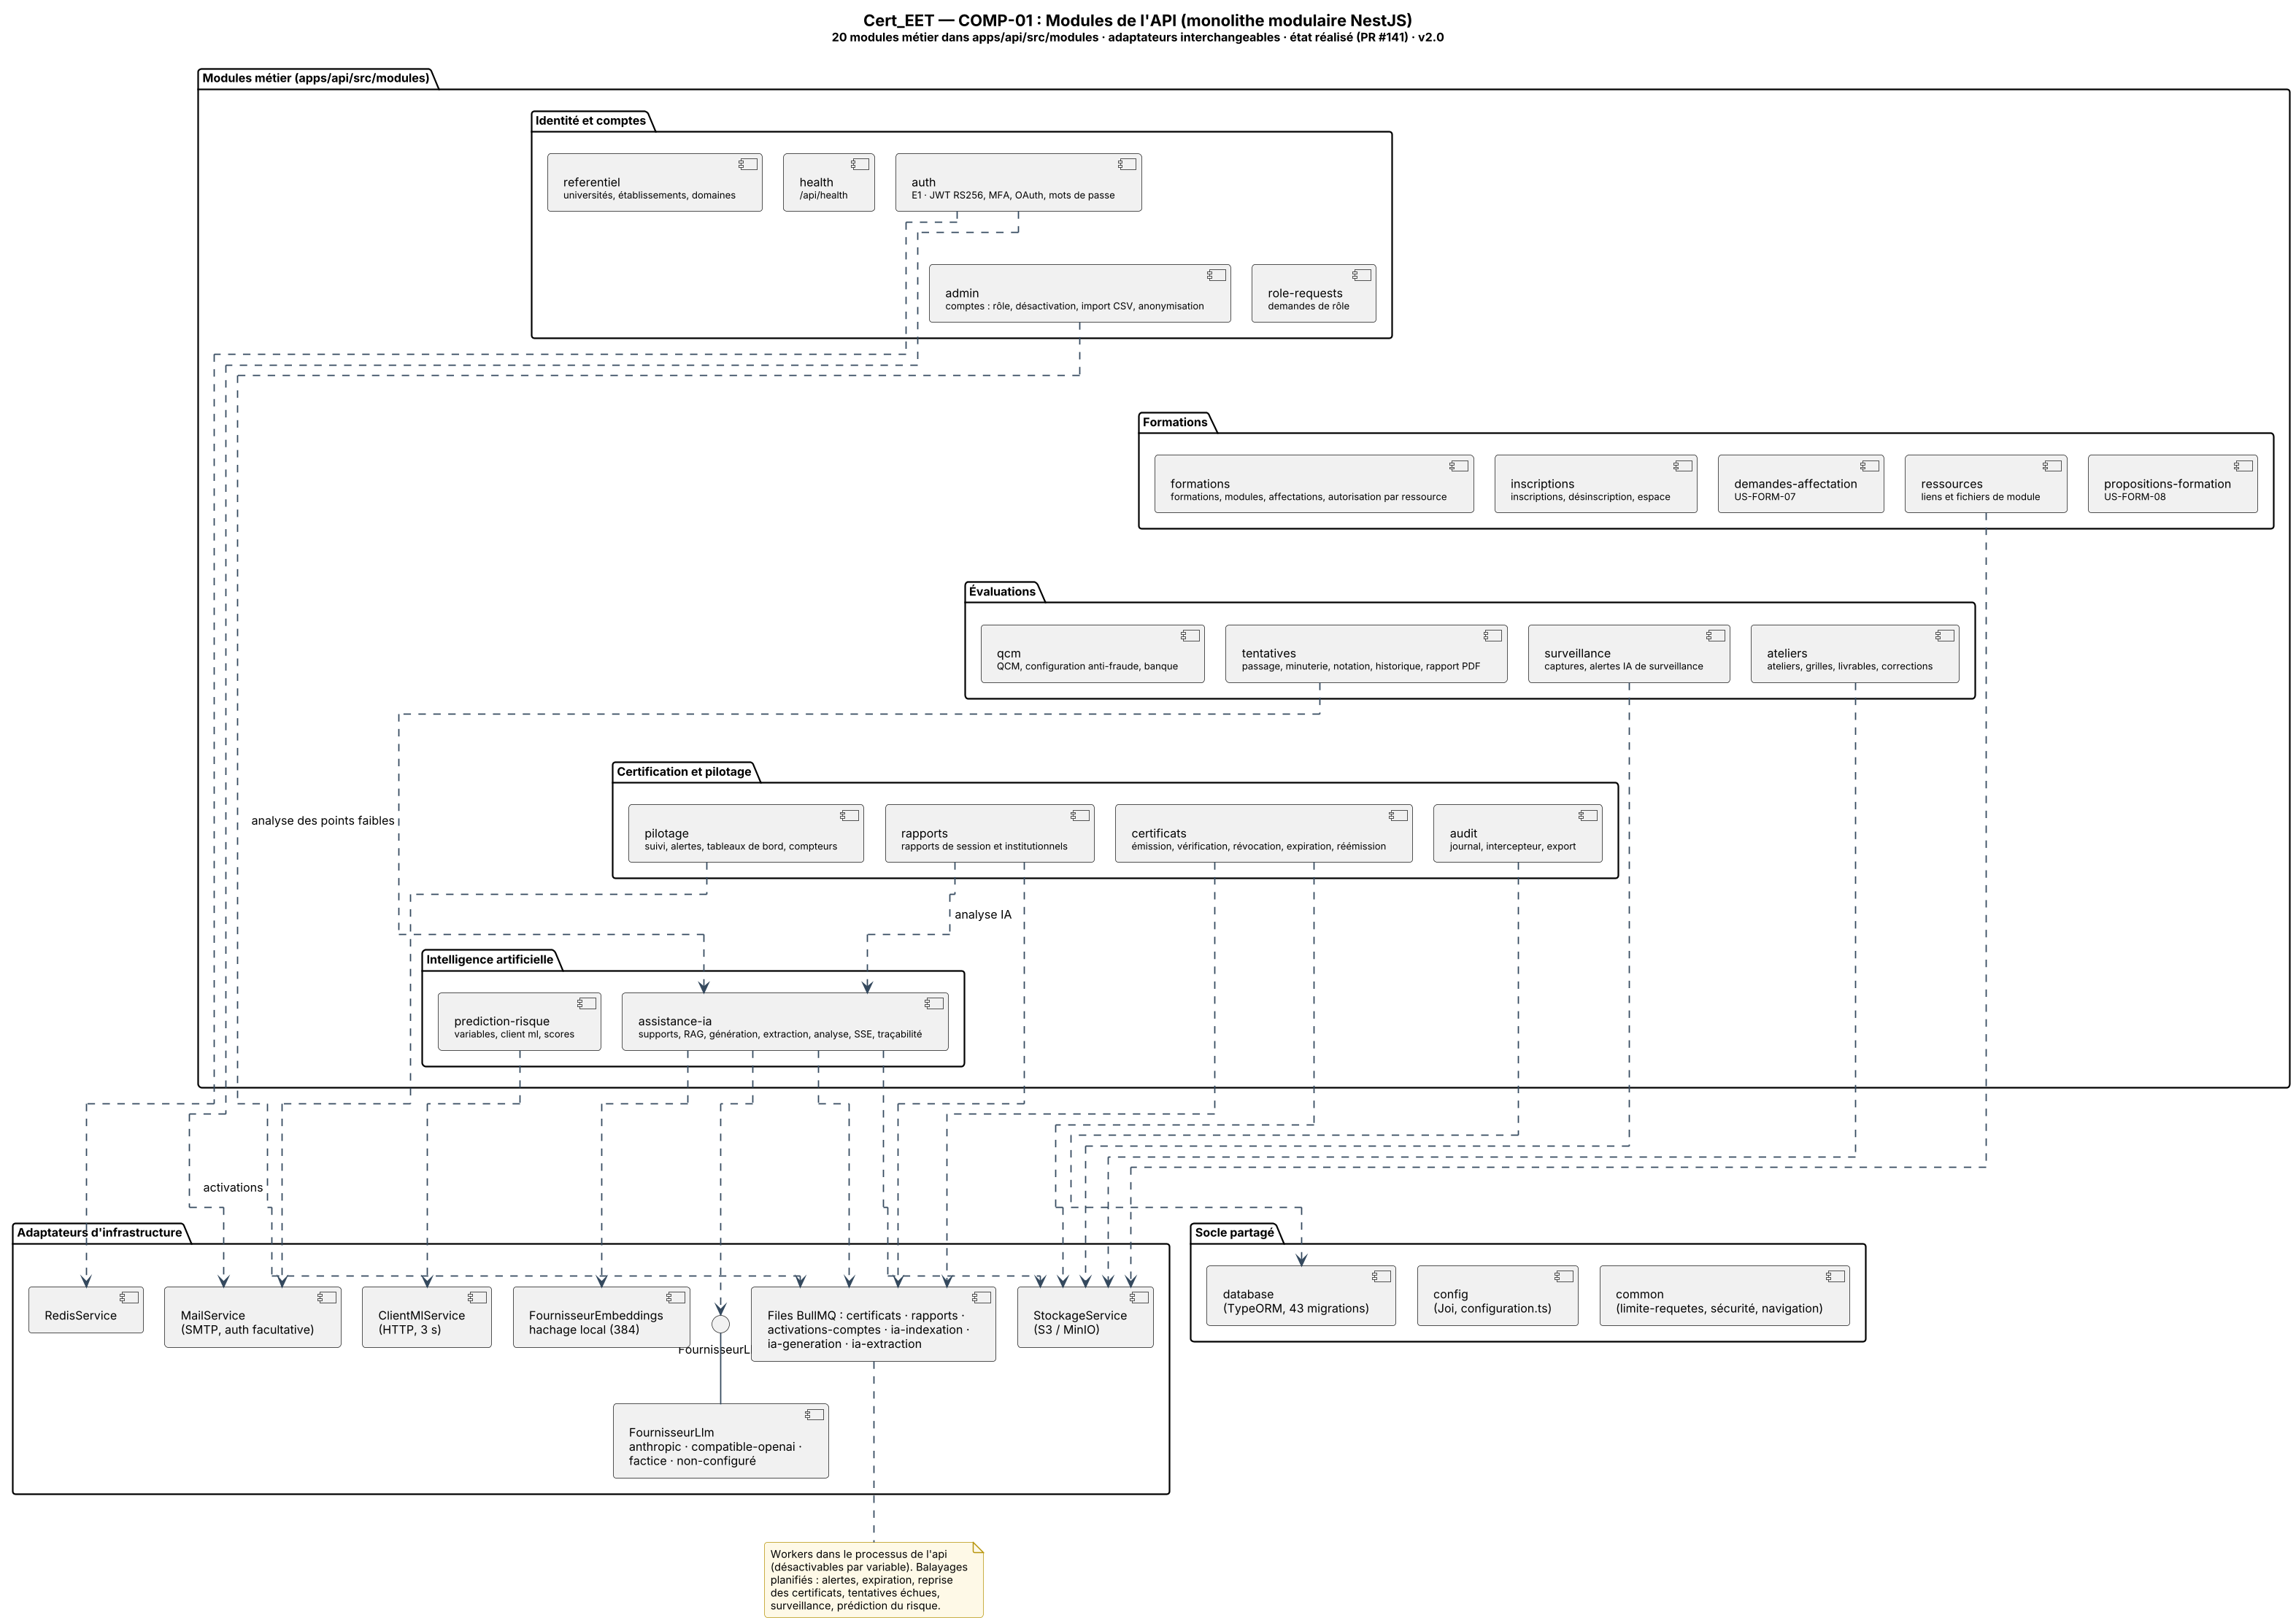 Cert_EET — COMP-01 : Modules de l'API (monolithe modulaire NestJS)
20 modules métier dans apps/api/src/modules · adaptateurs interchangeables · état réalisé (PR #141) · v2.0
Modules métier (apps/api/src/modules)
Identité et comptes
referentiel
universités, établissements, domaines
health
/api/health
auth
E1 · JWT RS256, MFA, OAuth, mots de passe
admin
comptes : rôle, désactivation, import CSV, anonymisation
role-requests
demandes de rôle
Formations
formations
formations, modules, affectations, autorisation par ressource
inscriptions
inscriptions, désinscription, espace
demandes-affectation
US-FORM-07
ressources
liens et fichiers de module
propositions-formation
US-FORM-08
Évaluations
qcm
QCM, configuration anti-fraude, banque
tentatives
passage, minuterie, notation, historique, rapport PDF
surveillance
captures, alertes IA de surveillance
ateliers
ateliers, grilles, livrables, corrections
Certification et pilotage
analyse des points faibles
pilotage
suivi, alertes, tableaux de bord, compteurs
rapports
rapports de session et institutionnels
certificats
émission, vérification, révocation, expiration, réémission
audit
journal, intercepteur, export
analyse IA
Intelligence artificielle
prediction-risque
variables, client ml, scores
assistance-ia
supports, RAG, génération, extraction, analyse, SSE, traçabilité
activations
Adaptateurs d'infrastructure
RedisService
MailService
(SMTP, auth facultative)
ClientMlService
(HTTP, 3 s)
FournisseurEmbeddings
hachage local (384)
FournisseurL
Files BullMQ : certificats · rapports ·
activations-comptes · ia-indexation ·
ia-generation · ia-extraction
StockageService
(S3 / MinIO)
Socle partagé
database
(TypeORM, 43 migrations)
config
(Joi, configuration.ts)
common
(limite-requetes, sécurité, navigation)
FournisseurLlm
anthropic · compatible-openai ·
factice · non-configuré
Workers dans le processus de l'api
(désactivables par variable). Balayages
planifiés : alertes, expiration, reprise
des certificats, tentatives échues,
surveillance, prédiction du risque.